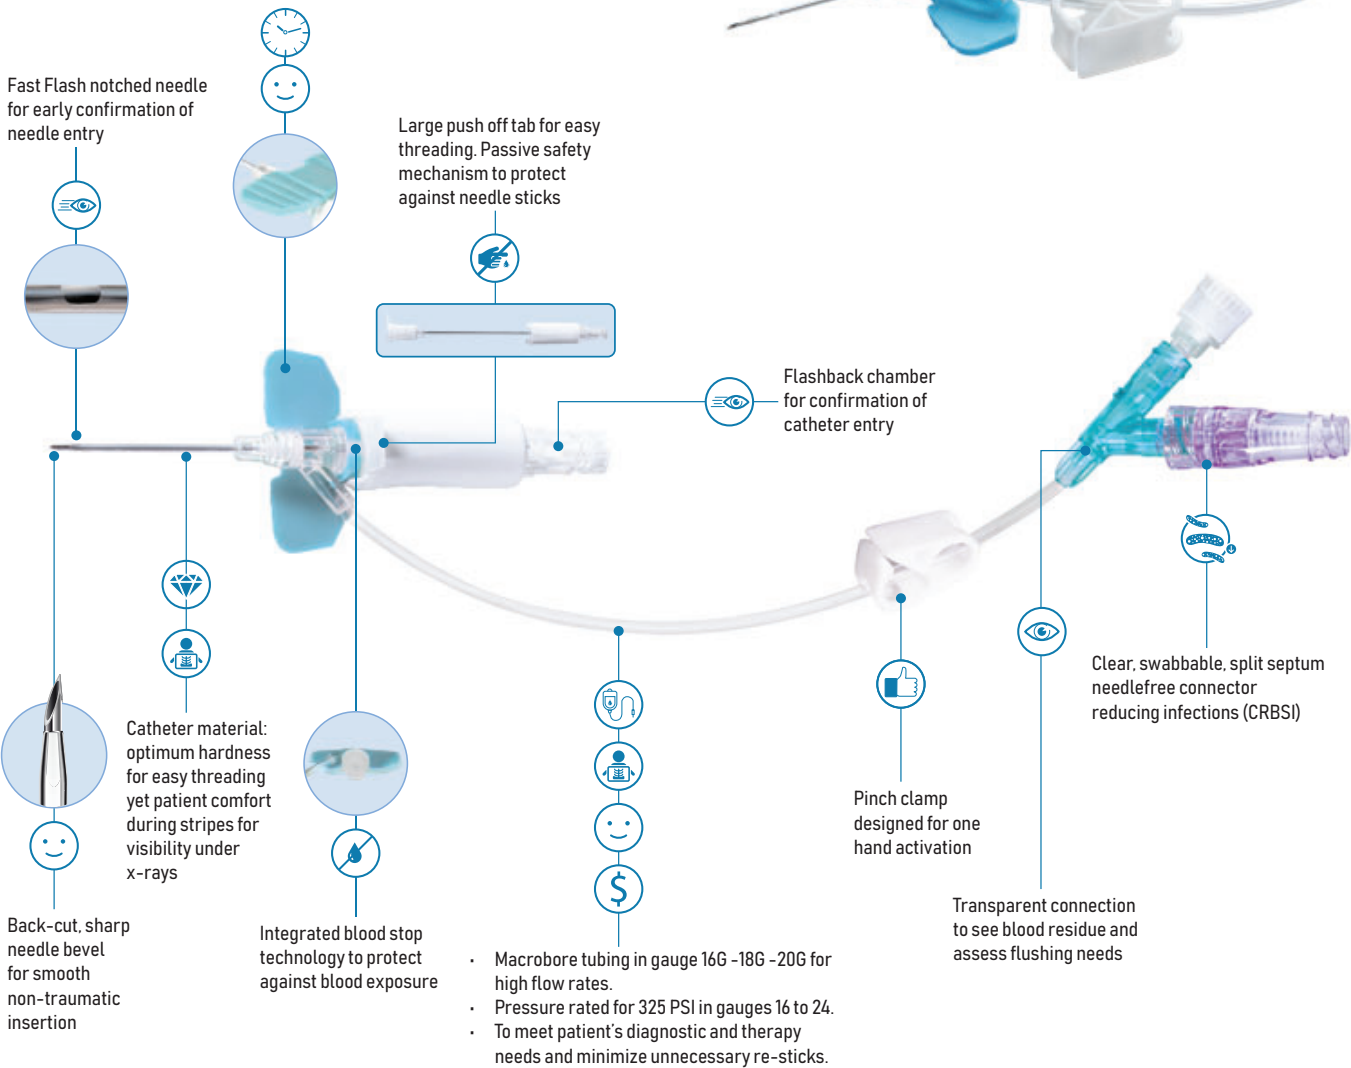 Fast Flash notched needle
for early confirmation of
needle entry
Large push off tab for easy
threading. Passive safety
mechanism to protect
against needle sticks
Flashback chamber
for confirmation of
catheter entry
Clear, swabbable, split septum
needlefree connector
reducing infections (CRBSI)
Catheter material:
optimum hardness
for easy threading
yet patient comfort
during stripes for
visibility under
x-rays
Pinch clamp
designed for one
hand activation
Transparent connection
to see blood residue and
assess flushing needs
Back-cut, sharp
needle bevel
for smooth
non-traumatic
insertion
Integrated blood stop
technology to protect
against blood exposure
$
· Macrobore tubing in gauge 16G -18G -20G for
high flow rates.
· Pressure rated for 325 PSI in gauges 16 to 24.
· To meet patient's diagnostic and therapy
needs and minimize unnecessary re-sticks.